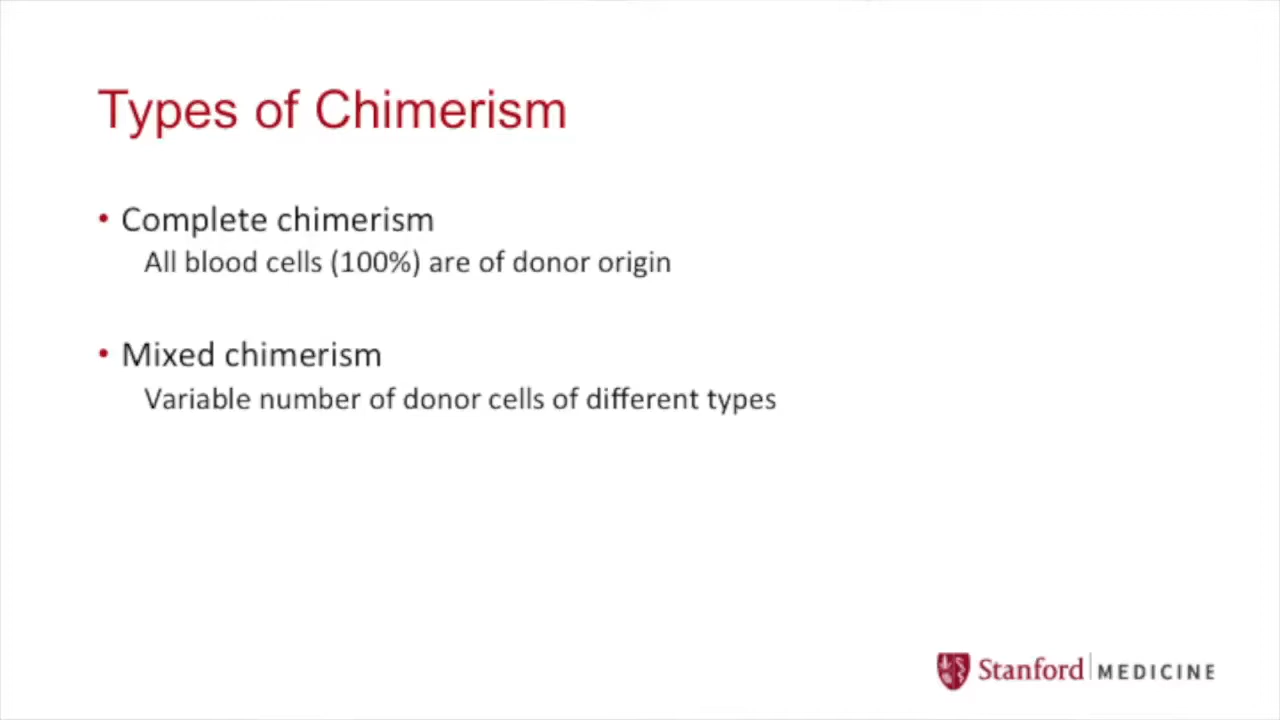 Types of Chimerism
• Complete chimerism
All blood cells (100%) are of donor origin
• Mixed chimerism
Variable number of donor cells of different types
Stanford MEDICINE